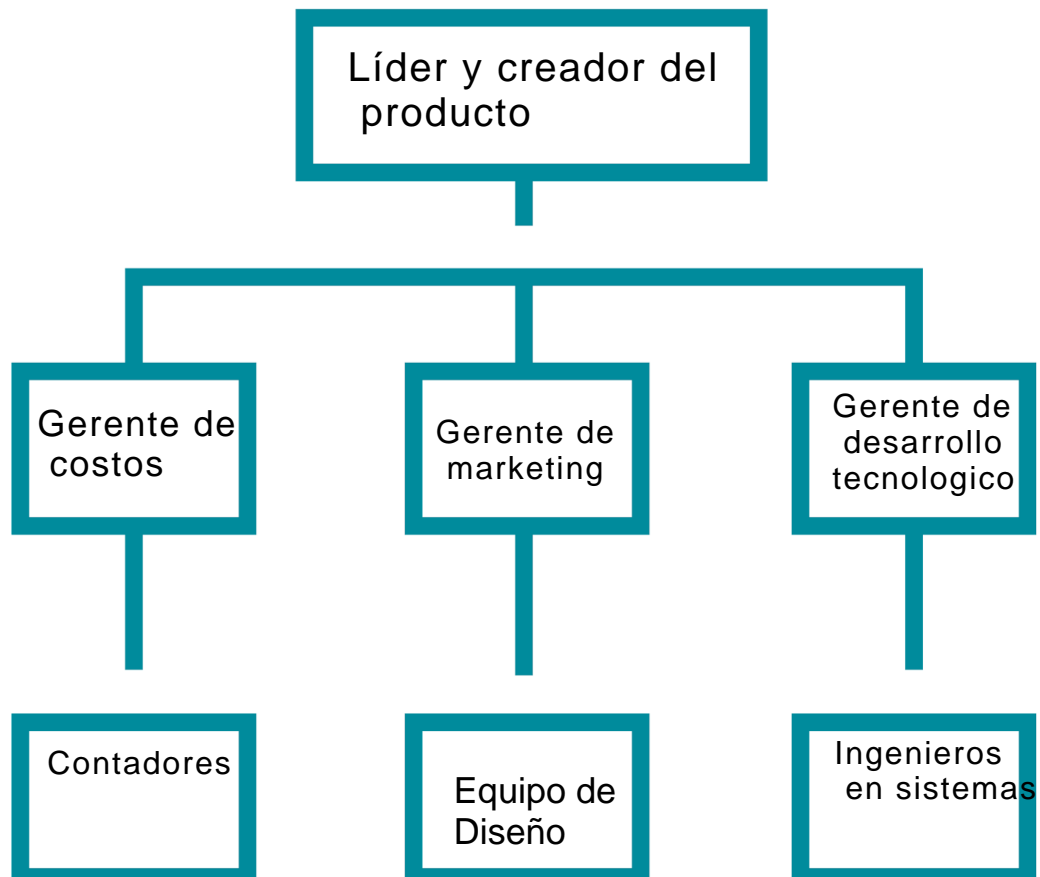 Líder y creador del
producto
Gerente de
costos
Gerente de
marketing
Gerente de
desarrollo
tecnologico
Contadores
Equipo de
Diseño
Ingenieros
en sistemas